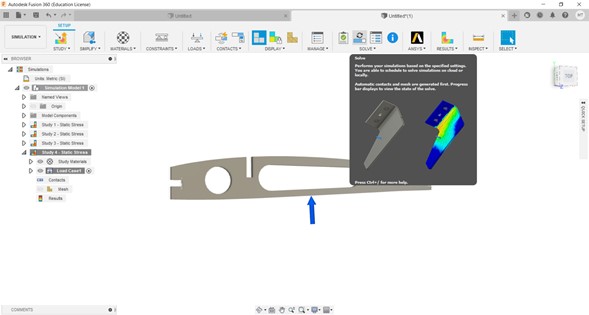 Autodesk Fusion 360 (Education License)
Untitled
Untitled*(1)
SETUP
SIMULATION
STUDY
SIMPLIFY
MATERIALS
CONSTRAINTS
LOADS
CONTACTS
DISPLAY
MANAGE
SOLVE
ANSYS
RESULTS
INSPECT
SELECT
BROWSER
Simulations
Units: Metric (SI)
Simulation Model 1
Named Views
Origin
Model Components
Study 1 - Static Stress
Study 2 - Static Stress
Study 3 - Static Stress
Study 4 - Static Stress
Study Materials
Load Case1
Contacts
Mesh
Results
Solve
Performs your simulations based on the specified settings.
You are able to schedule to solve simulations on cloud or
locally.
Automatic contacts and mesh are generated first. Progress
bar displays to view the state of the solve.
Press Ctrl+/ for more help.
TOP
QUICK SETUP
COMMENTS